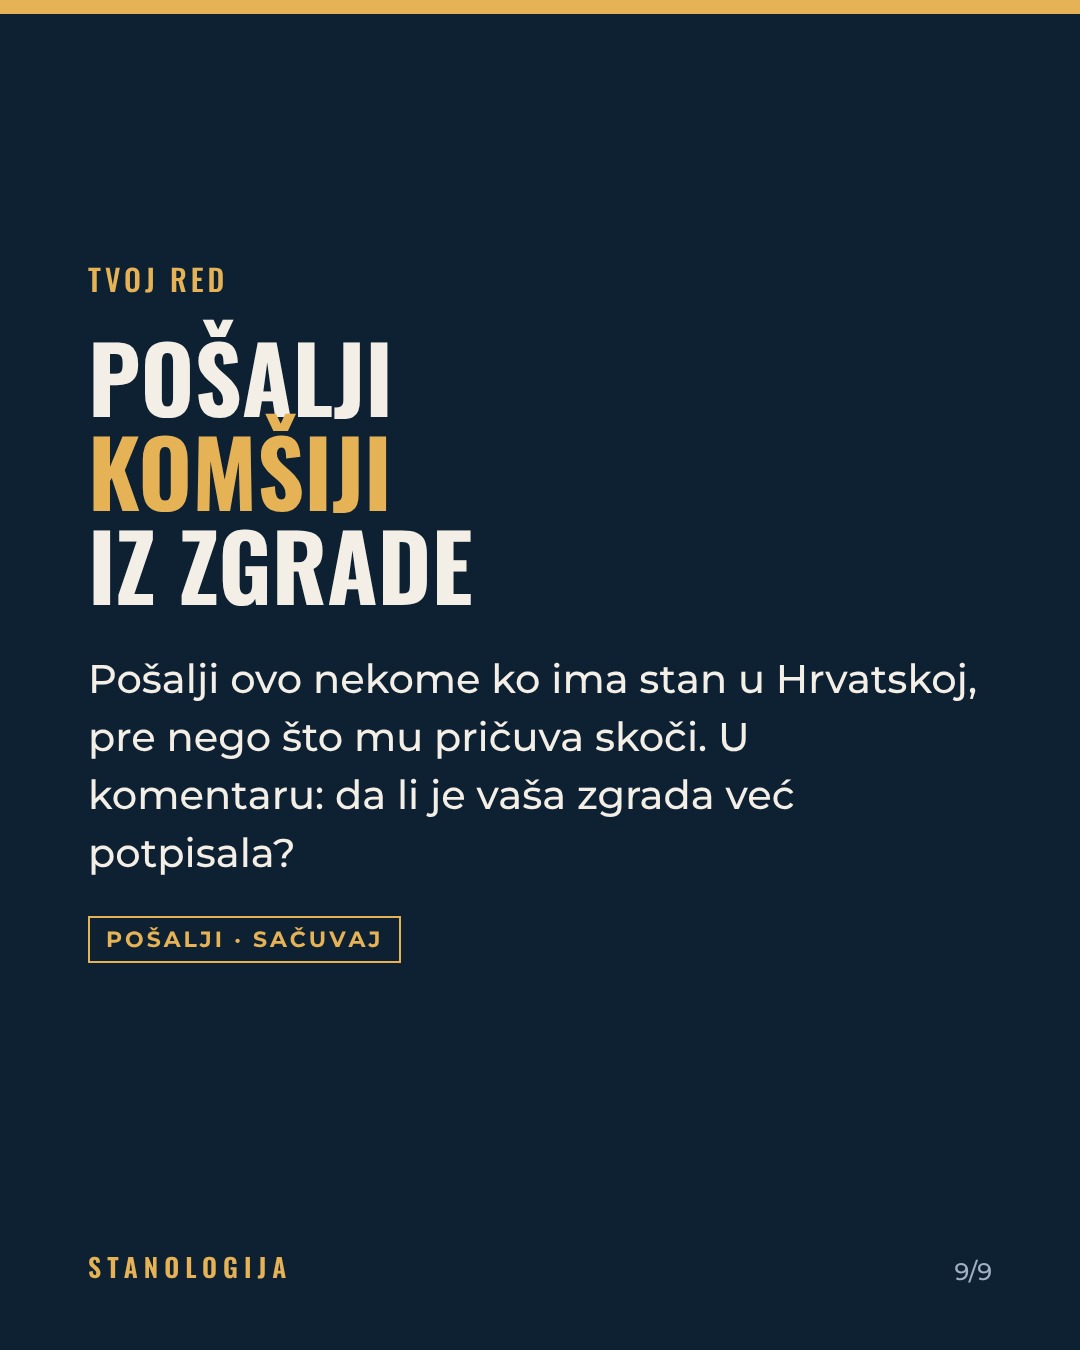 TVOJ RED
POŠALJI
KOMŠIJI
IZ ZGRADE
Pošalji ovo nekome ko ima stan u Hrvatskoj,
pre nego što mu pričuva skoči. U
komentaru: da li je vaša zgrada već
potpisala?
POŠALJI · SAČUVAJ
STANOLOGIJA
9/9